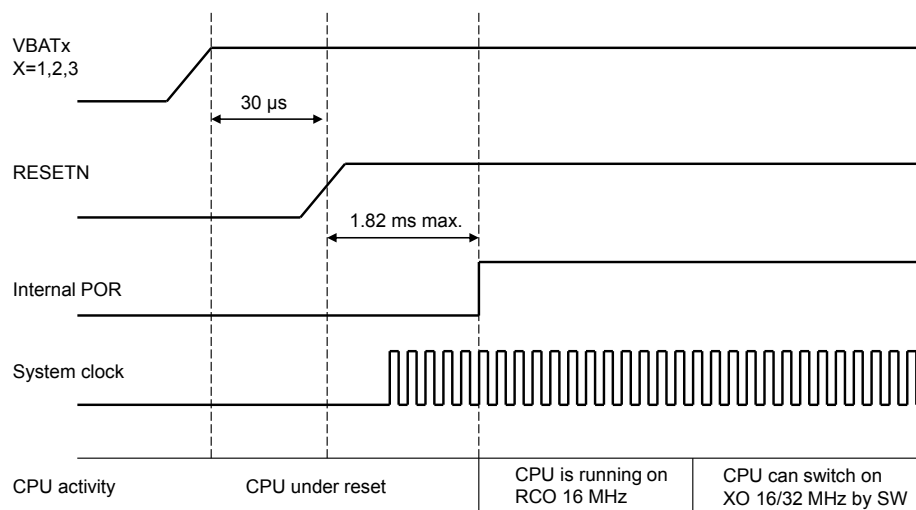 VBATx
X=1,2,3
30 µs
RESETN
1.82 ms max.
Internal POR
System clock
CPU activity
CPU under reset
CPU is running on
RCO 16 MHz
CPU can switch on
XO 16/32 MHz by SW